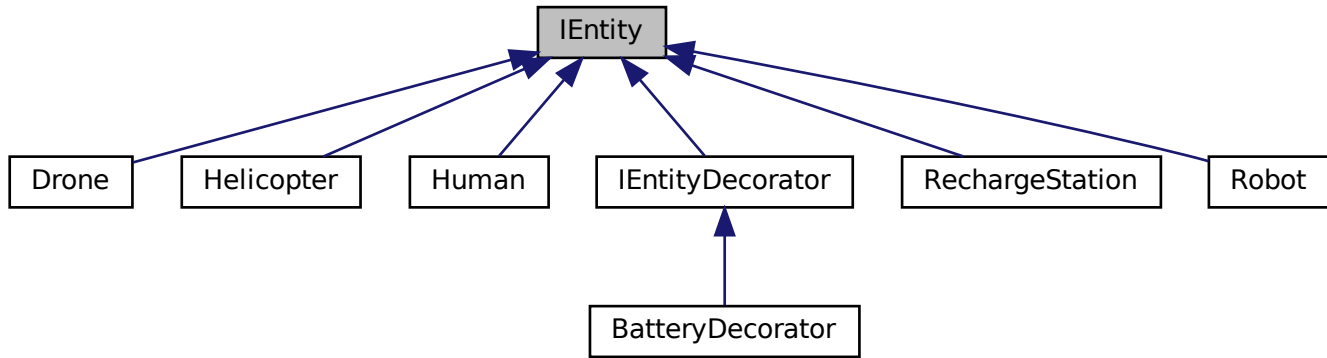 IEntity
Drone
Helicopter
Human
IEntityDecorator
RechargeStation
Robot
BatteryDecorator